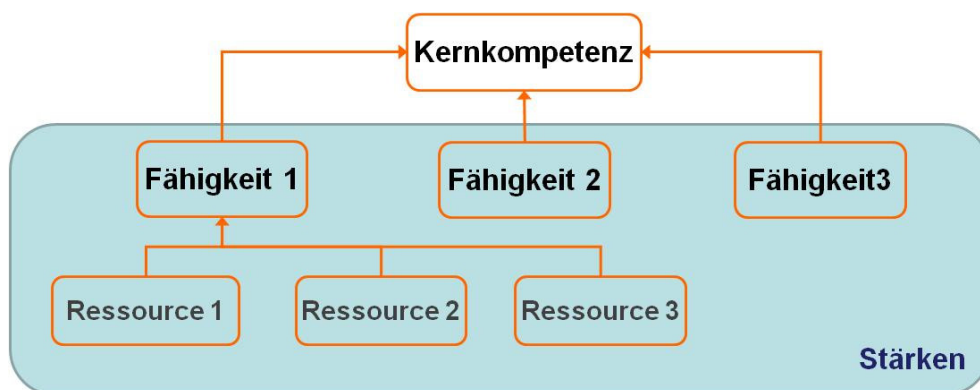 Kernkompetenz
Fähigkeit 1
Fähigkeit 2
Fähigkeit3
Ressource 1
Ressource 2
Ressource 3
Stärken